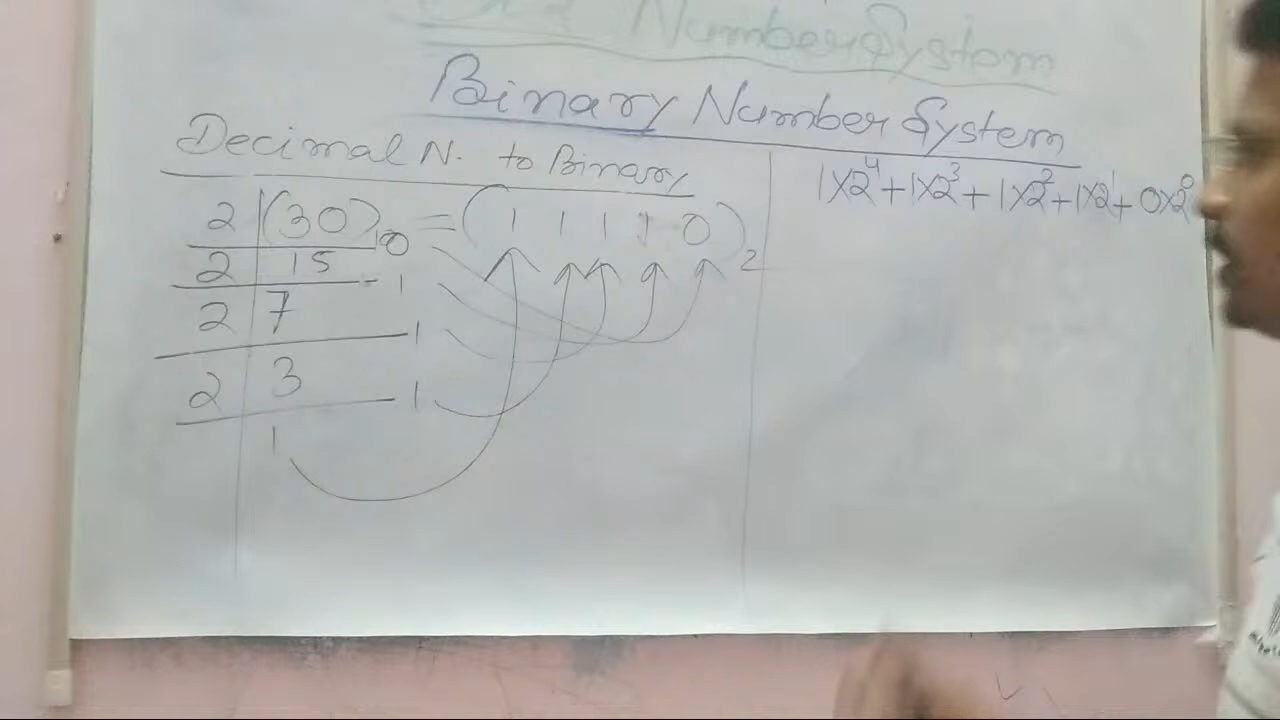 Number System
Binary Number System
Decimal N. to Binary
2 (30)10 = (1 1 1 1 0)2
0
2 15 - 1
2 7 1
2 3 1
1
1x2⁴+1x2³+1x2²+1x2¹+0x2⁰